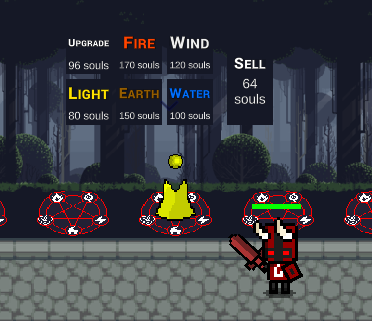 Upgrade Fire Wind
96 souls 170 souls 120 souls
Sell
64
souls
Light Earth Water
80 souls 150 souls 100 souls